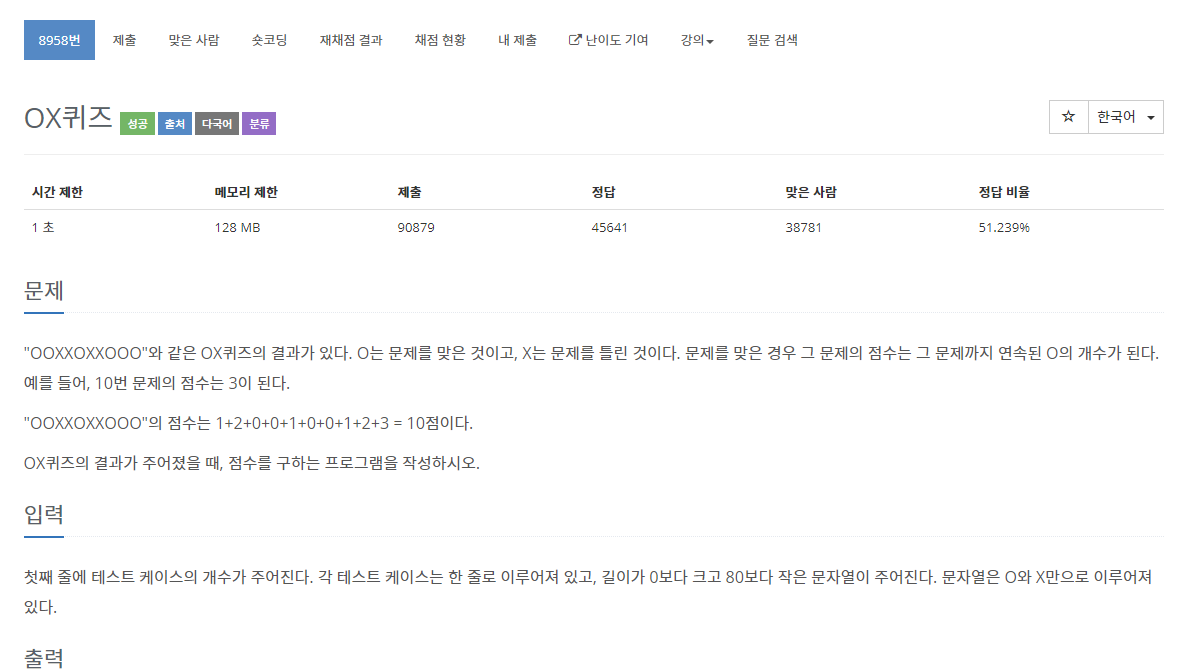 8958번 제출 맞은 사람 숏코딩 재채점 결과 채점 현황 내 제출 난이도 기여 강의 질문 검색
OX퀴즈 성공 출처 다국어 분류 ☆ 한국어
시간 제한 메모리 제한 제출 정답 맞은 사람 정답 비율
1 초 128 MB 90879 45641 38781 51.239%
문제
"OOXXOXXOOO"와 같은 OX퀴즈의 결과가 있다. O는 문제를 맞은 것이고, X는 문제를 틀린 것이다. 문제를 맞은 경우 그 문제의 점수는 그 문제까지 연속된 O의 개수가 된다.
예를 들어, 10번 문제의 점수는 3이 된다.
"OOXXOXXOOO"의 점수는 1+2+0+0+1+0+0+1+2+3 = 10점이다.
OX퀴즈의 결과가 주어졌을 때, 점수를 구하는 프로그램을 작성하시오.
입력
첫째 줄에 테스트 케이스의 개수가 주어진다. 각 테스트 케이스는 한 줄로 이루어져 있고, 길이가 0보다 크고 80보다 작은 문자열이 주어진다. 문자열은 O와 X만으로 이루어져
있다.
출력